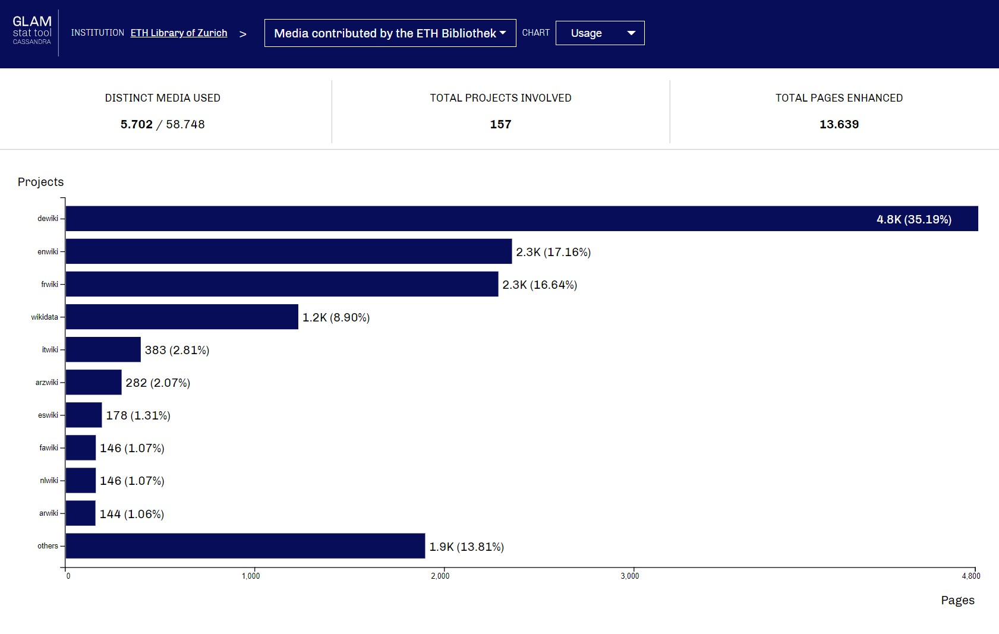 GLAM
stat tool
CASSANDRA
INSTITUTION ETH Library of Zurich > Media contributed by the ETH Bibliothek CHART Usage
DISTINCT MEDIA USED
5.702 / 58.748
TOTAL PROJECTS INVOLVED
157
TOTAL PAGES ENHANCED
13.639
Projects
dewiki 4.8K (35.19%)
enwiki 2.3K (17.16%)
frwiki 2.3K (16.64%)
wikidata 1.2K (8.90%)
itwiki 383 (2.81%)
arzwiki 282 (2.07%)
eswiki 178 (1.31%)
fawiki 146 (1.07%)
nlwiki 146 (1.07%)
arwiki 144 (1.06%)
others 1.9K (13.81%)
0 1,000 2,000 3,000 4,800
Pages